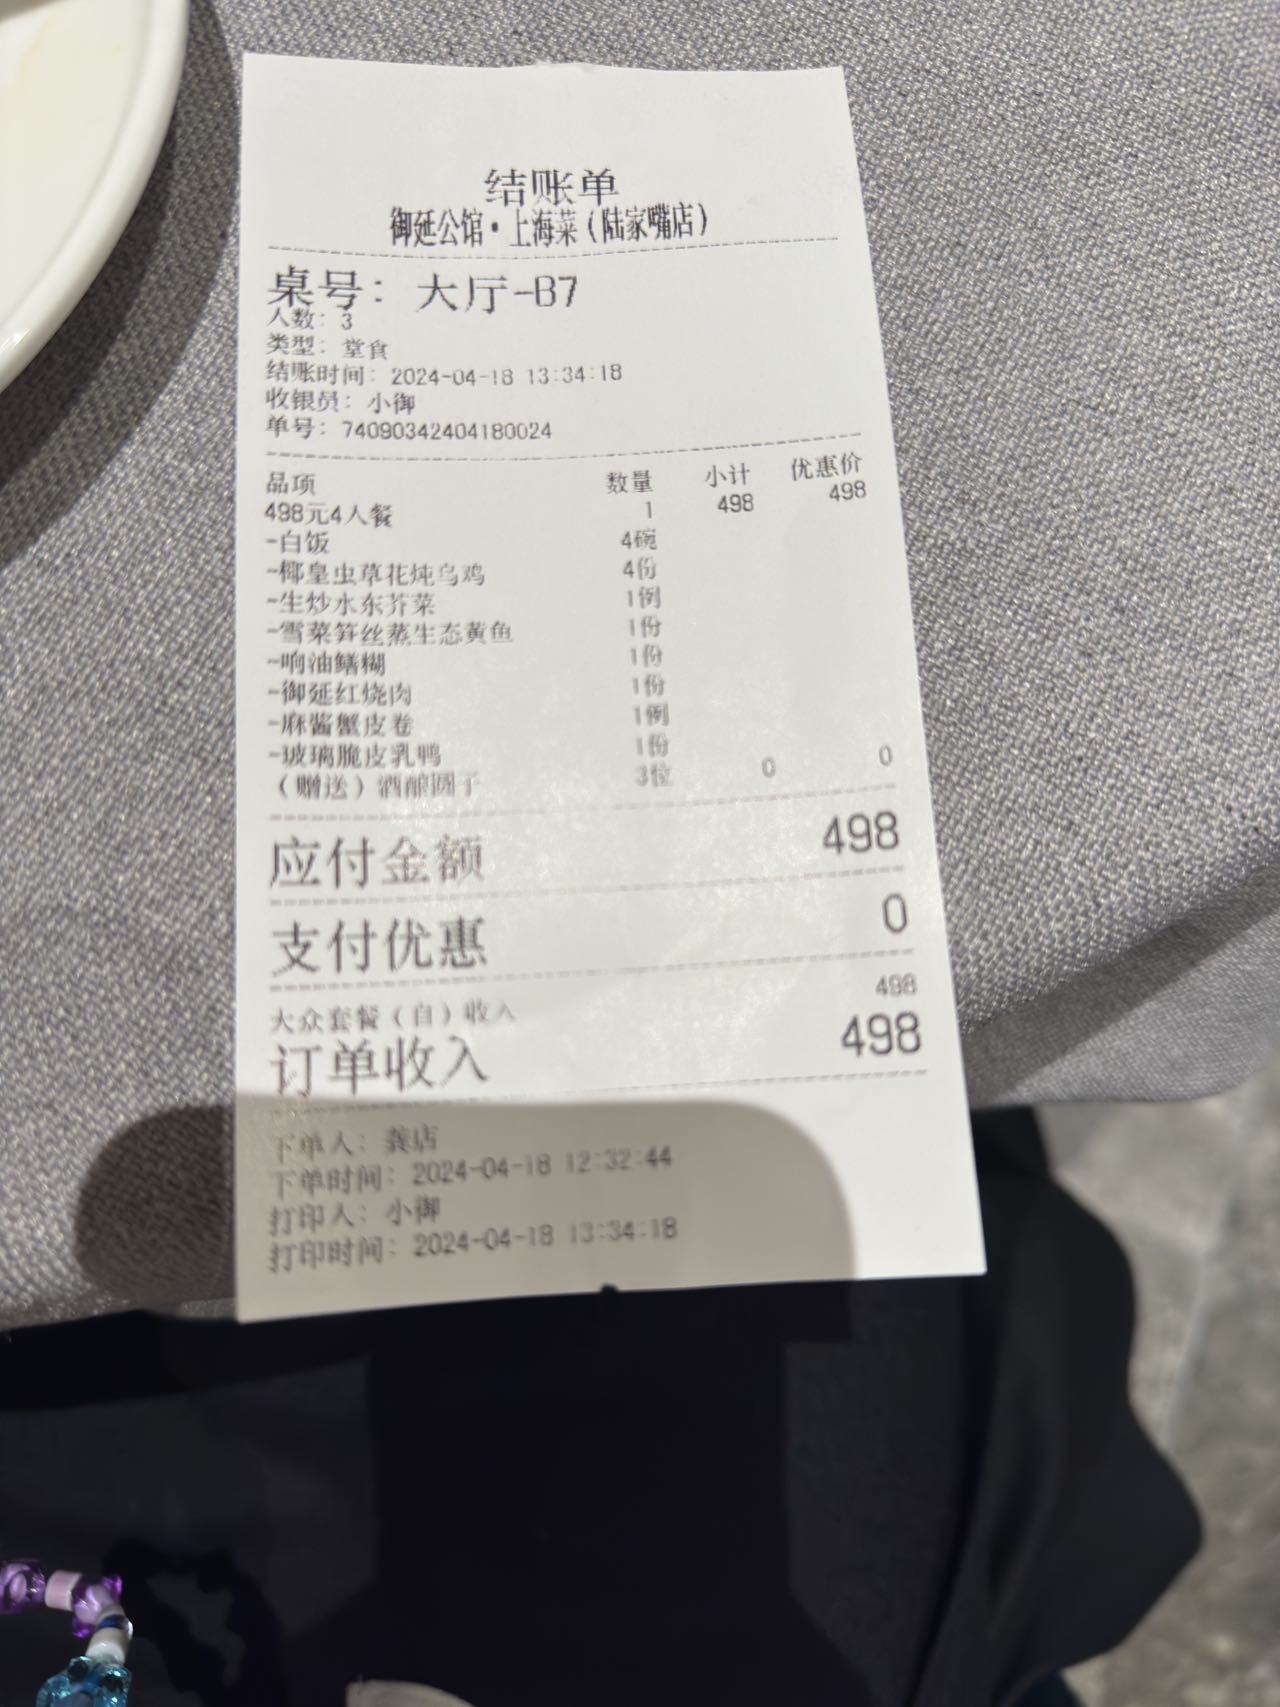 结账单
御延公馆·上海菜(陆家嘴店)
桌号: 大厅-B7
人数: 3
类型: 堂食
结账时间: 2024-04-18 13:34:18
收银员: 小御
单号: 74090342404180024
品项 数量 小计 优惠价
498元4人餐 1 498 498
-白饭 4碗
-椰皇虫草花炖乌鸡 4份
-生炒水东芥菜 1例
-雪菜笋丝蒸生态黄鱼 1份
-响油鳝糊 1份
-御延红烧肉 1份
-麻酱蟹皮卷 1例
-玻璃脆皮乳鸭 1份
(赠送)酒酿圆子 3位 0 0
应付金额 498
支付优惠 0
大众套餐(自)收入 498
订单收入 498
下单人: 龚店
下单时间: 2024-04-18 12:32:44
打印人: 小御
打印时间: 2024-04-18 13:34:18